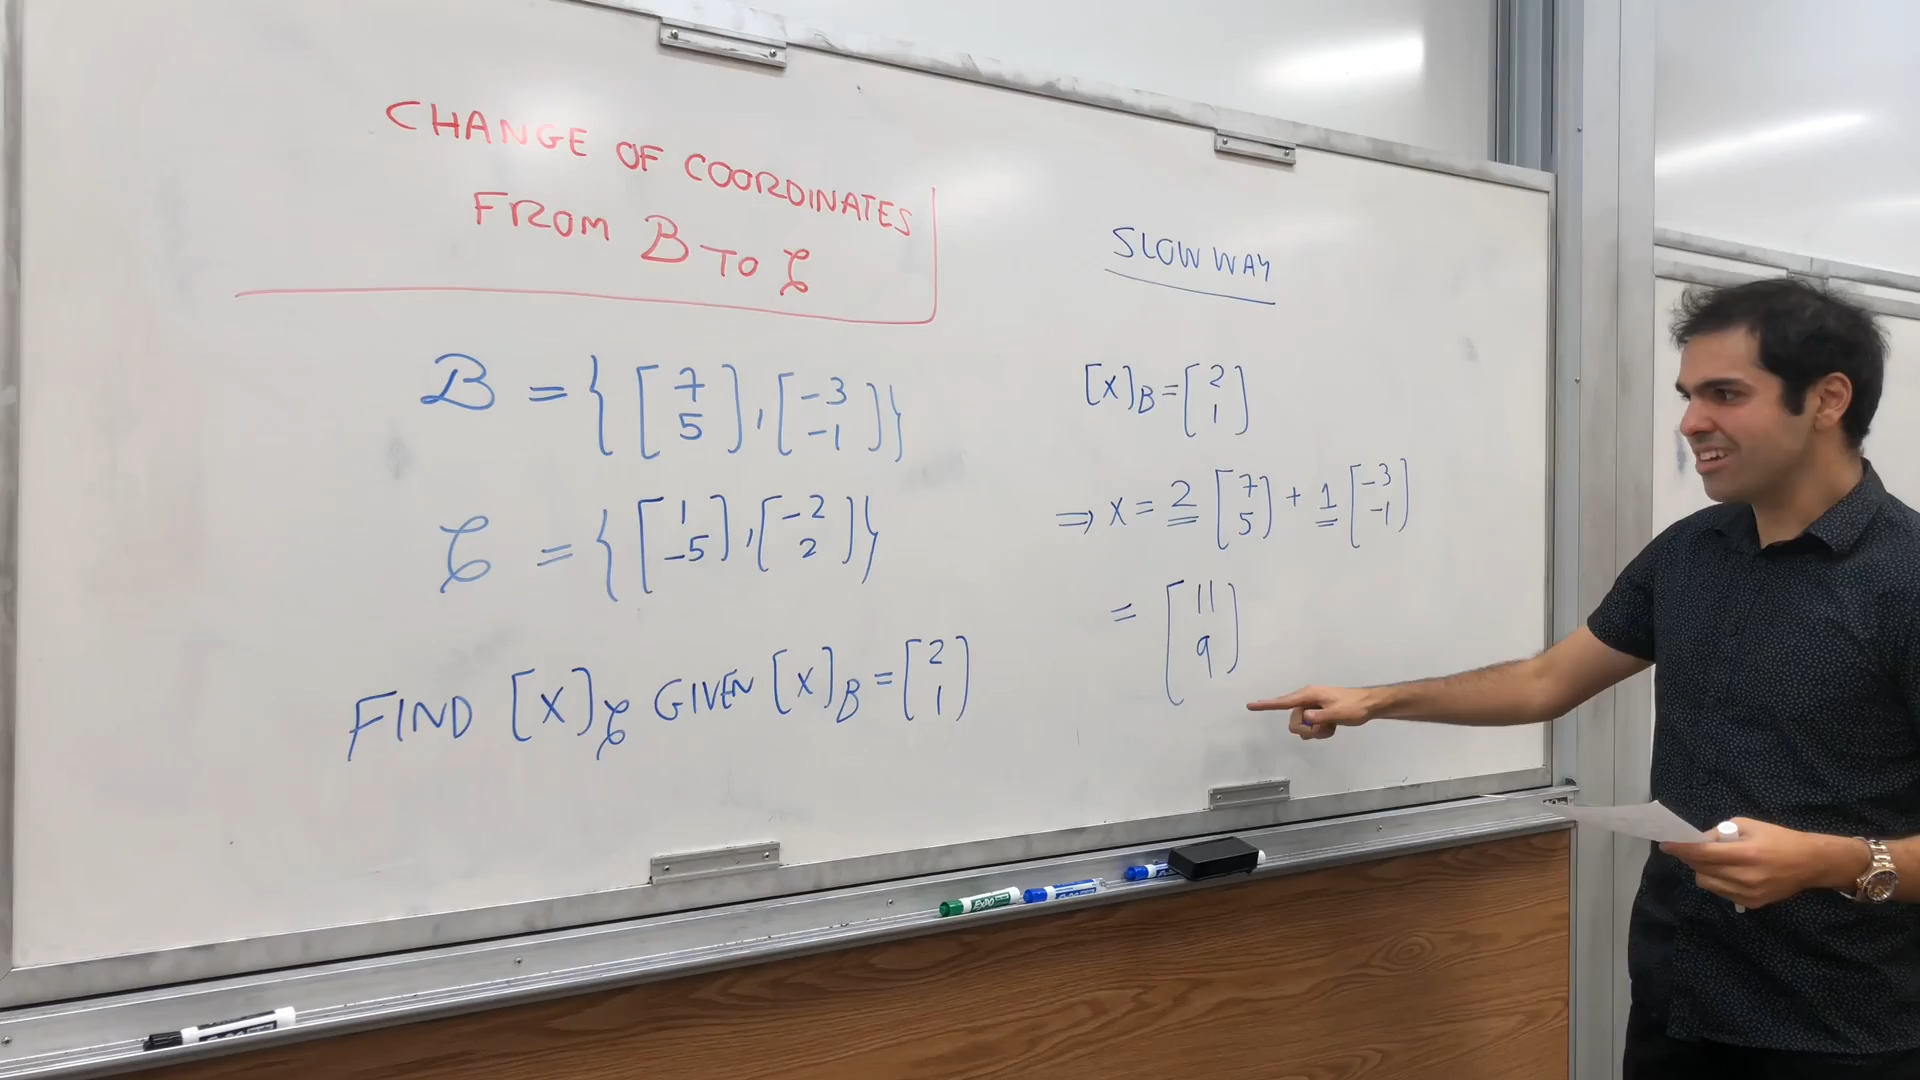 CHANGE OF COORDINATES
FROM B TO C
B = { [7 5], [-3 -1] }
C = { [1 -5], [-2 2] }
FIND [X]C GIVEN [X]B = [2 1]
SLOW WAY
[X]B = [2 1]
⇒ X = 2 [7 5] + 1 [-3 -1]
= [11 9]
EXPO